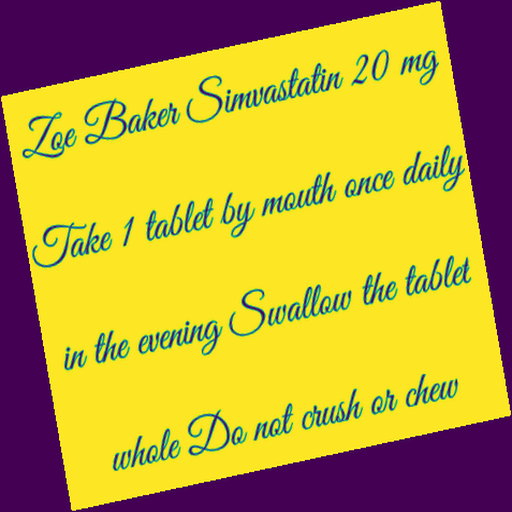 Zoe Baker Simvastatin 20 mg
Take 1 tablet by mouth once daily
in the evening Swallow the tablet
whole Do not crush or chew